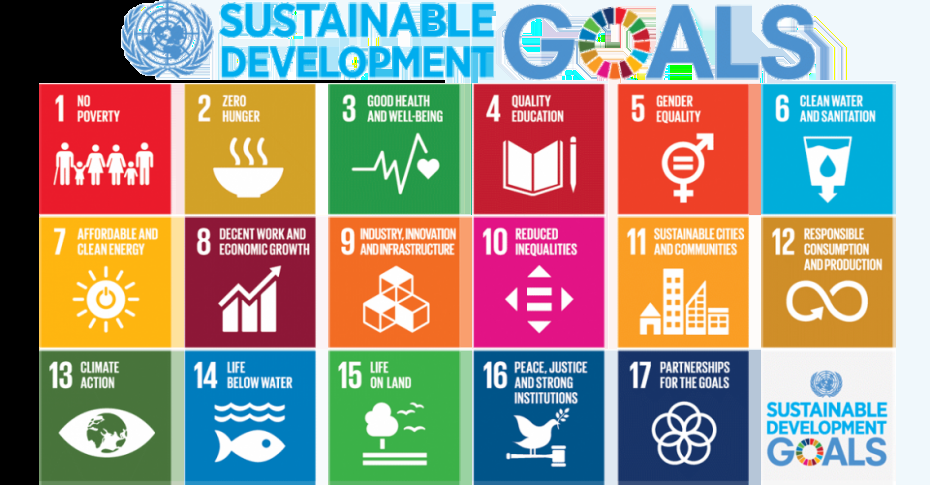 SUSTAINABLE
DEVELOPMENT
GOALS
1 NO
POVERTY
2 ZERO
HUNGER
3 GOOD HEALTH
AND WELL-BEING
4 QUALITY
EDUCATION
5 GENDER
EQUALITY
6 CLEAN WATER
AND SANITATION
7 AFFORDABLE AND
CLEAN ENERGY
8 DECENT WORK AND
ECONOMIC GROWTH
9 INDUSTRY, INNOVATION
AND INFRASTRUCTURE
10 REDUCED
INEQUALITIES
11 SUSTAINABLE CITIES
AND COMMUNITIES
12 RESPONSIBLE
CONSUMPTION
AND PRODUCTION
13 CLIMATE
ACTION
14 LIFE
BELOW WATER
15 LIFE
ON LAND
16 PEACE, JUSTICE
AND STRONG
INSTITUTIONS
17 PARTNERSHIPS
FOR THE GOALS
SUSTAINABLE
DEVELOPMENT
GOALS